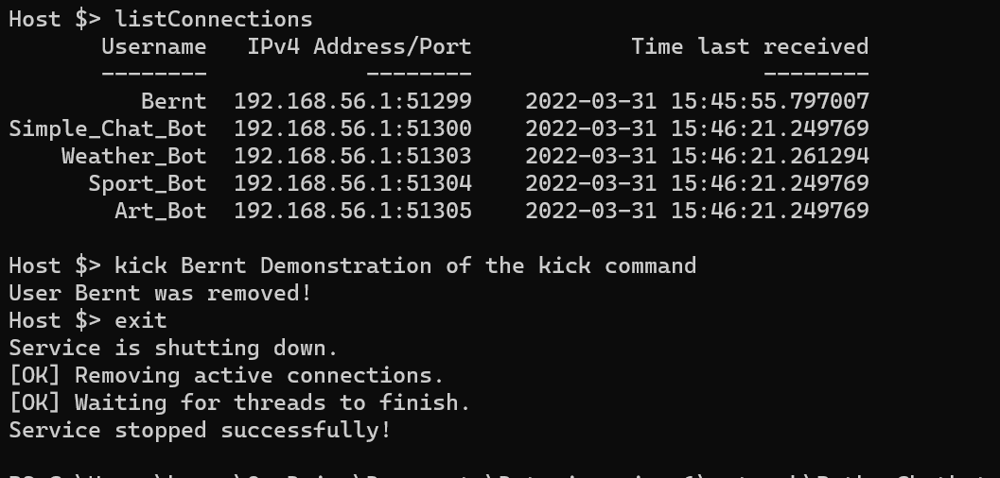 Host $> listConnections
Username IPv4 Address/Port Time last received
-------- -------- --------
Bernt 192.168.56.1:51299 2022-03-31 15:45:55.797007
Simple_Chat_Bot 192.168.56.1:51300 2022-03-31 15:46:21.249769
Weather_Bot 192.168.56.1:51303 2022-03-31 15:46:21.261294
Sport_Bot 192.168.56.1:51304 2022-03-31 15:46:21.249769
Art_Bot 192.168.56.1:51305 2022-03-31 15:46:21.249769
Host $> kick Bernt Demonstration of the kick command
User Bernt was removed!
Host $> exit
Service is shutting down.
[OK] Removing active connections.
[OK] Waiting for threads to finish.
Service stopped successfully!